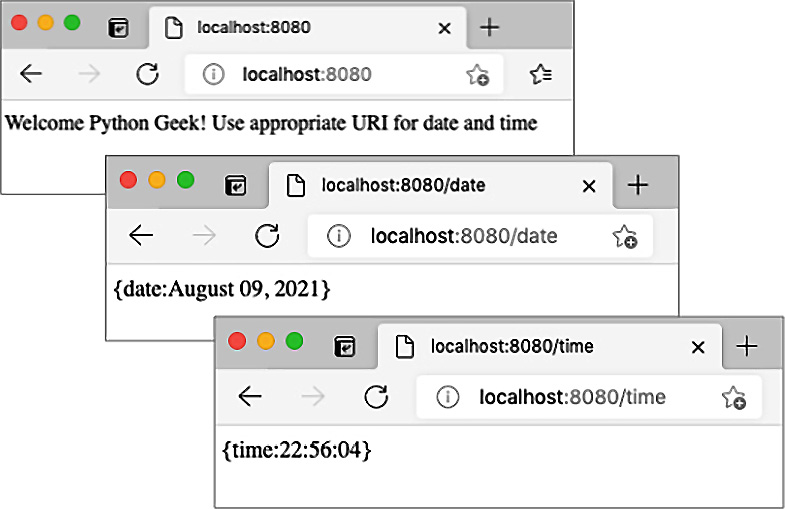 localhost:8080
localhost:8080
Welcome Python Geek! Use appropriate URI for date and time
localhost:8080/date
localhost:8080/date
{date:August 09, 2021}
localhost:8080/time
localhost:8080/time
{time:22:56:04}